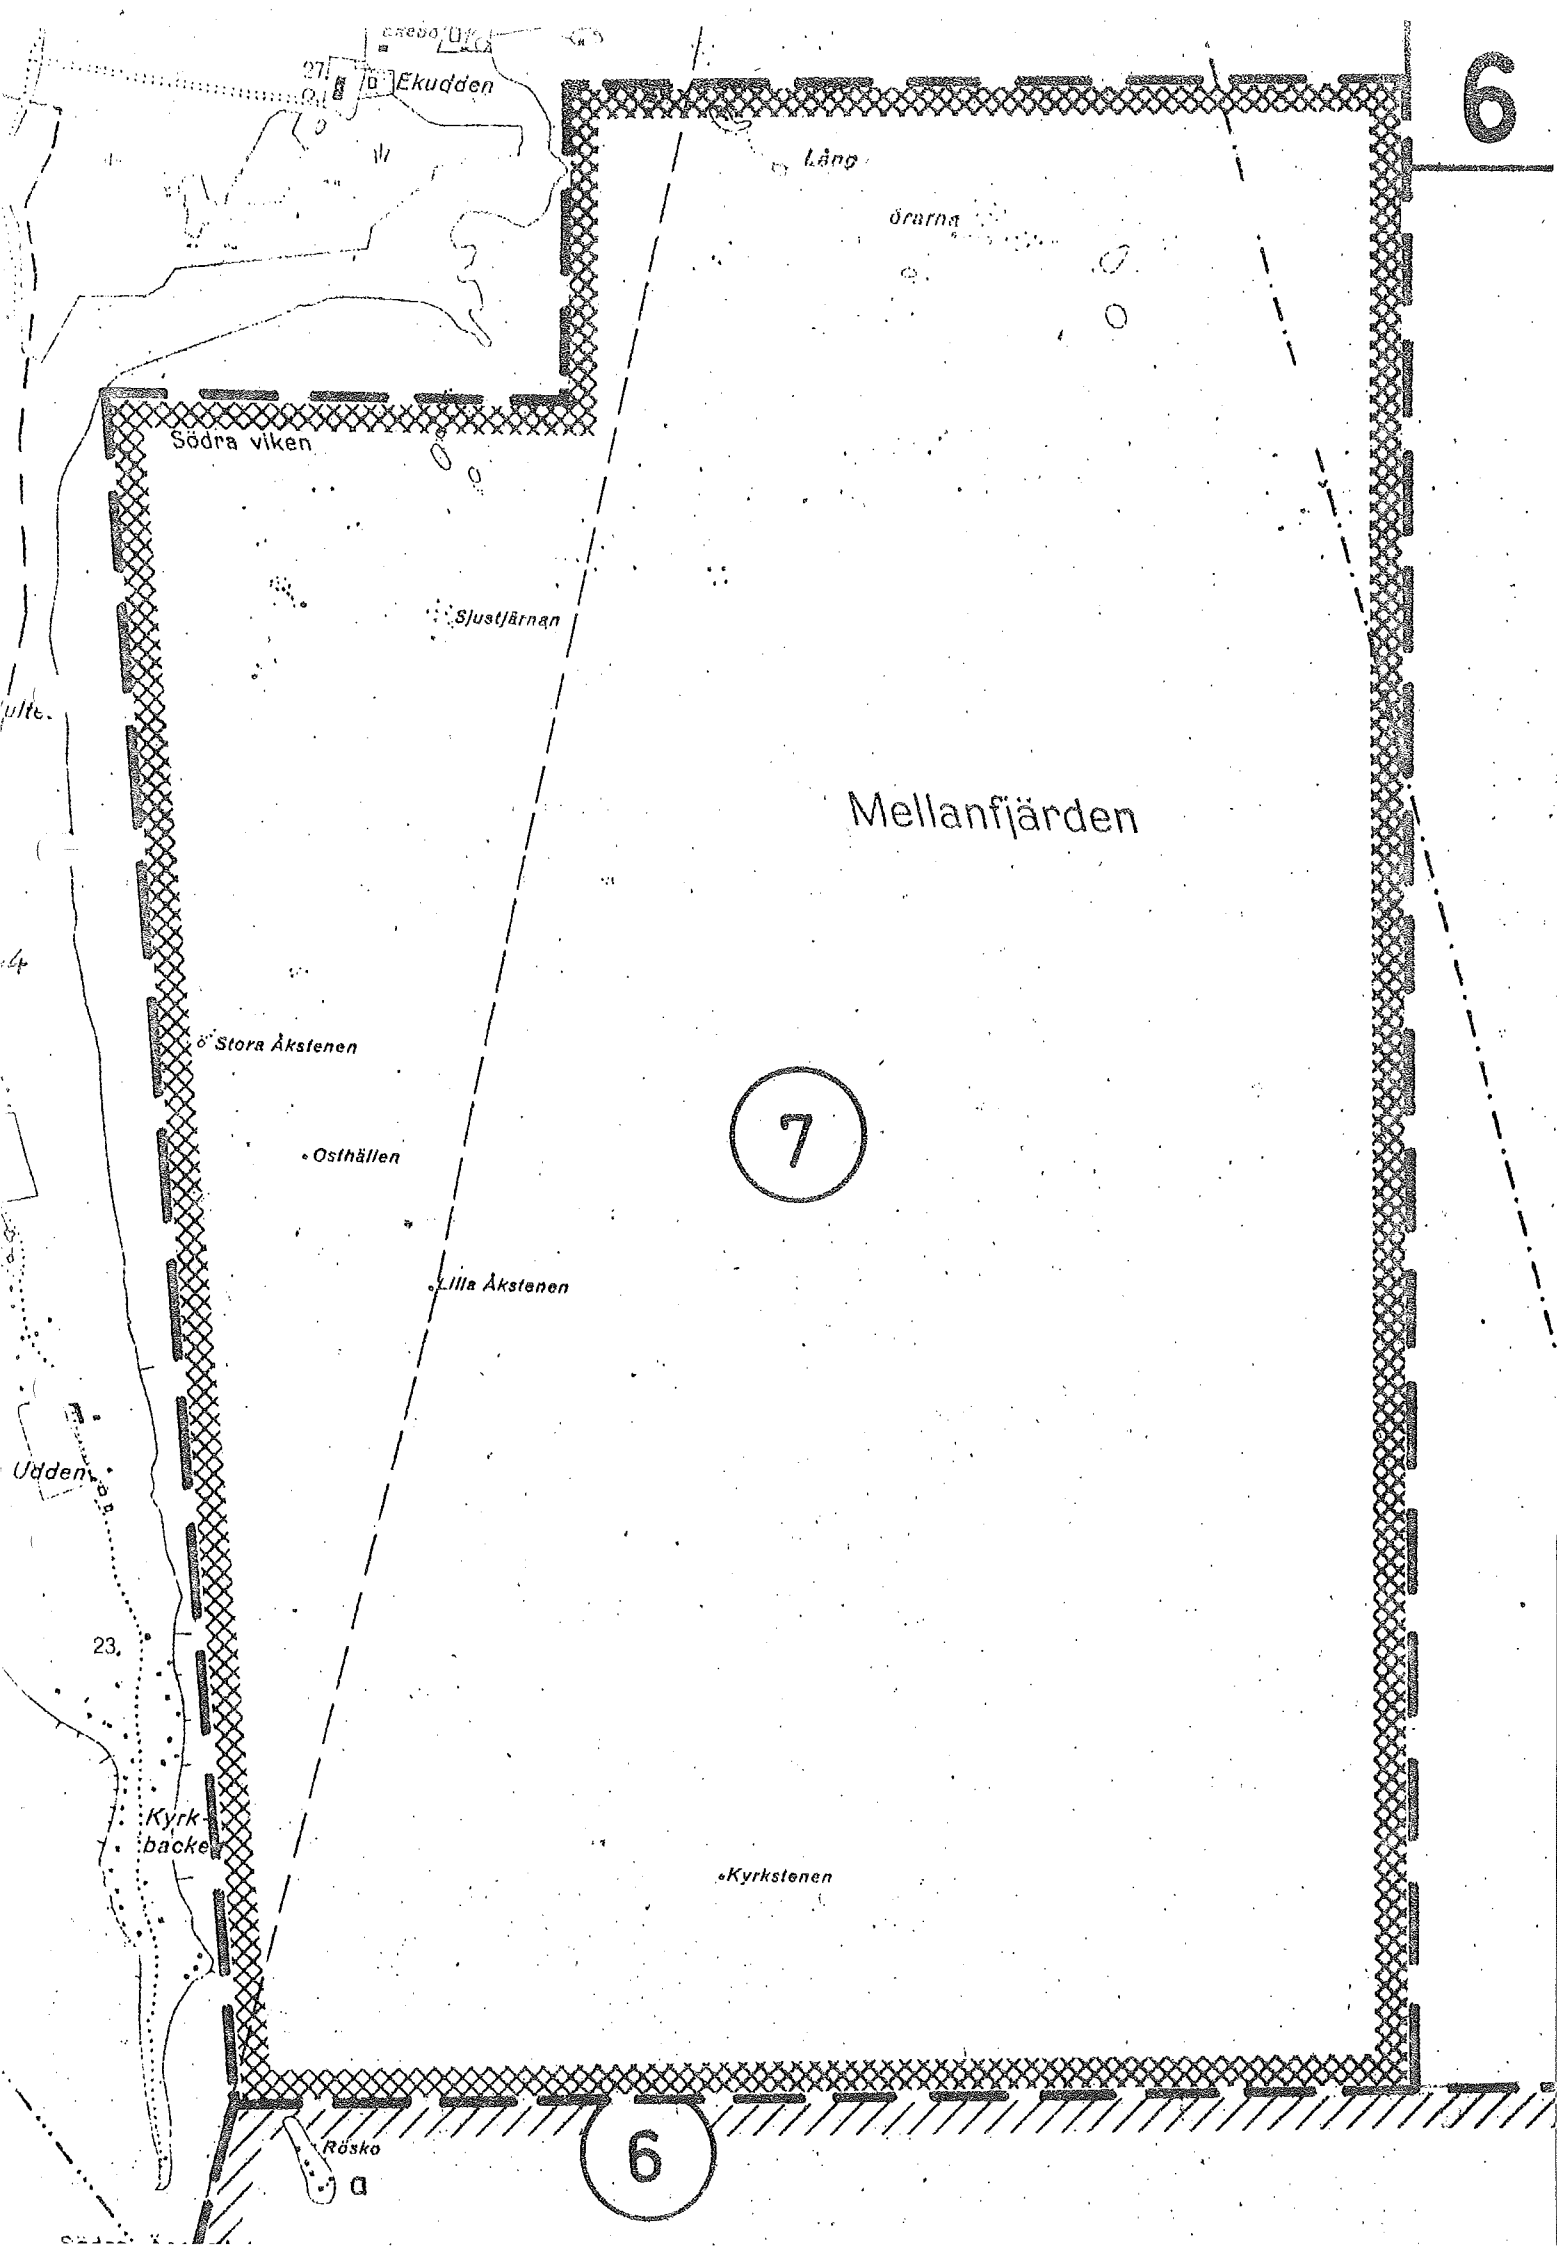 6
27.
Ekudden
Lång
örarna
Södra viken
Sjustjärnan
Mellanfjärden
Stora Åkstenen
7
Osthällen
Lilla Åkstenen
Udden
23.
Kyrk-
backen
Kyrkstenen
Rösko
a
6